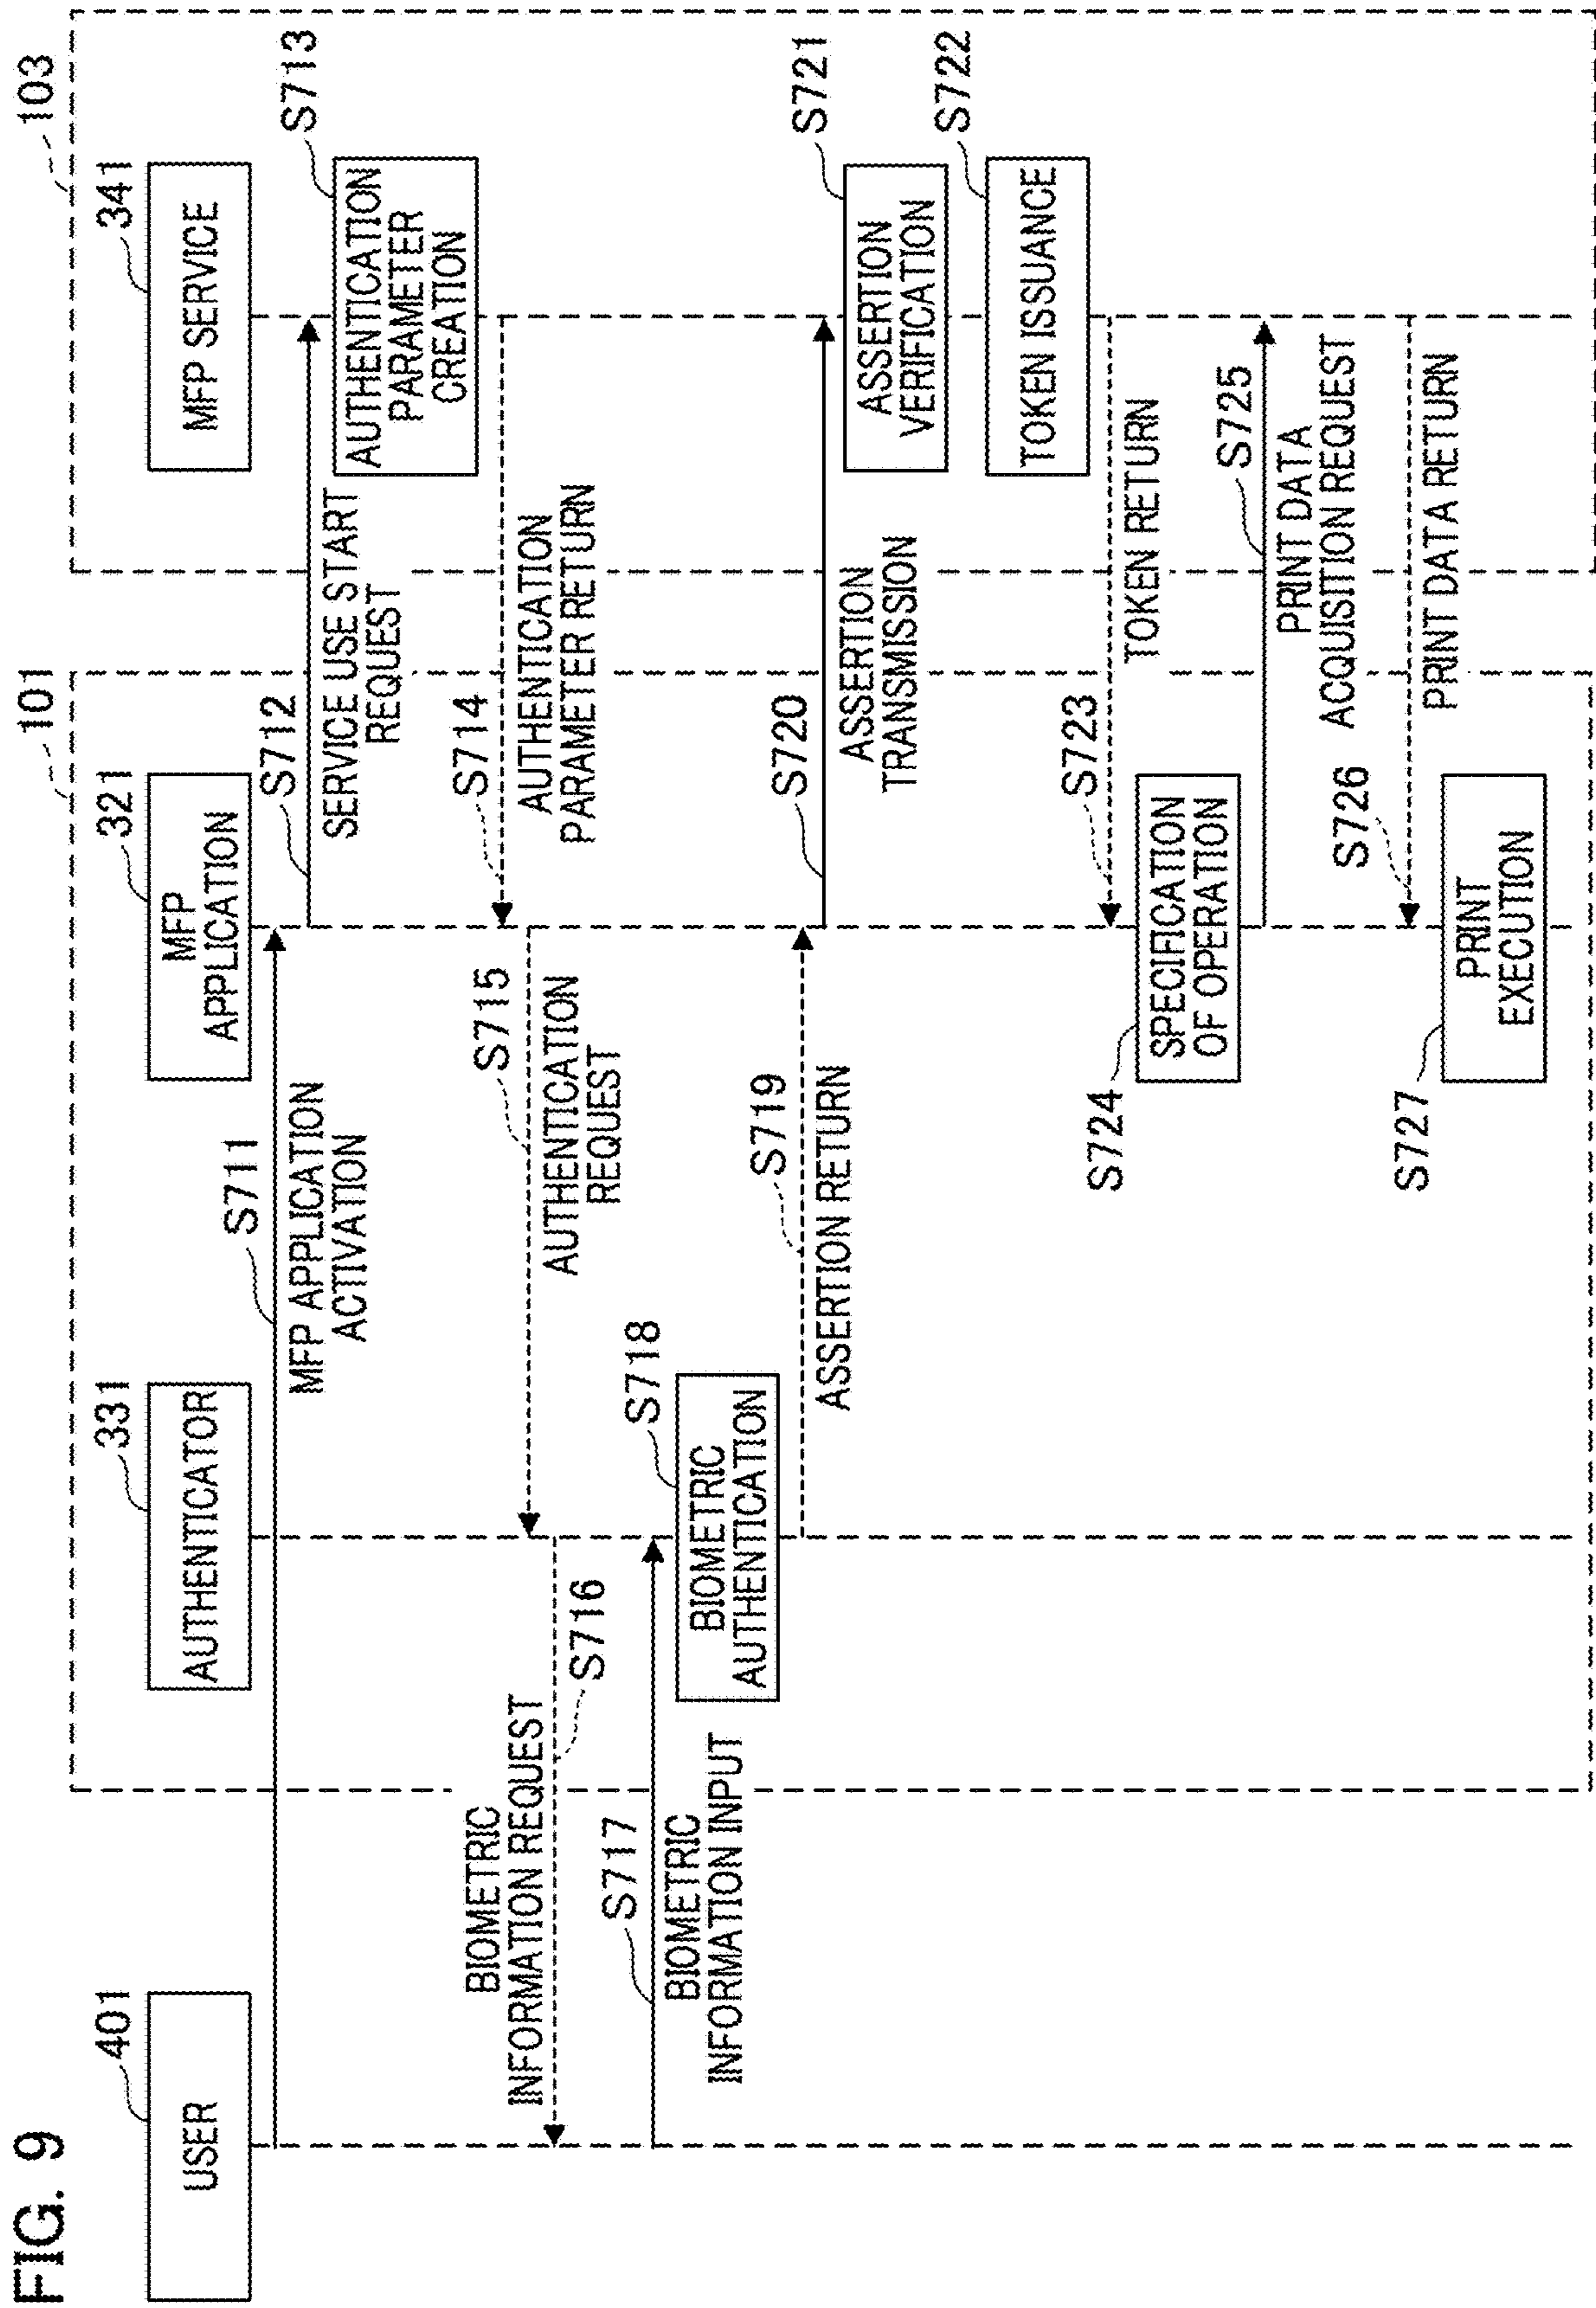 FIG. 9
101
103
401
USER
331
AUTHENTICATOR
321
MFP
APPLICATION
341
MFP SERVICE
S711
MFP APPLICATION
ACTIVATION
S712
SERVICE USE START
REQUEST
S713
AUTHENTICATION
PARAMETER
CREATION
S714
AUTHENTICATION
PARAMETER RETURN
S715
AUTHENTICATION
REQUEST
BIOMETRIC
INFORMATION REQUEST
S716
S717
BIOMETRIC
INFORMATION INPUT
S718
BIOMETRIC
AUTHENTICATION
S719
ASSERTION RETURN
S720
ASSERTION
TRANSMISSION
S721
ASSERTION
VERIFICATION
S722
TOKEN ISSUANCE
S723
TOKEN RETURN
S724
SPECIFICATION
OF OPERATION
S725
PRINT DATA
ACQUISITION REQUEST
S726
PRINT DATA RETURN
S727
PRINT
EXECUTION